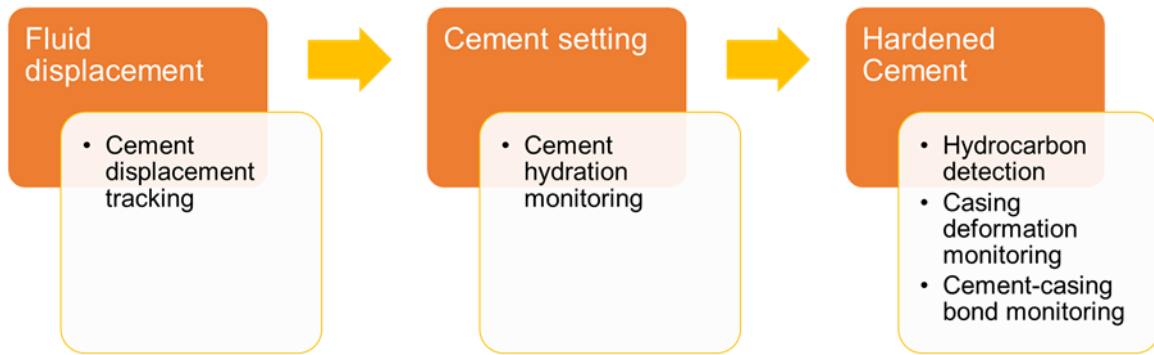 Fluid
displacement
• Cement
displacement
tracking
Cement setting
• Cement
hydration
monitoring
Hardened
Cement
• Hydrocarbon
detection
• Casing
deformation
monitoring
• Cement-casing
bond monitoring